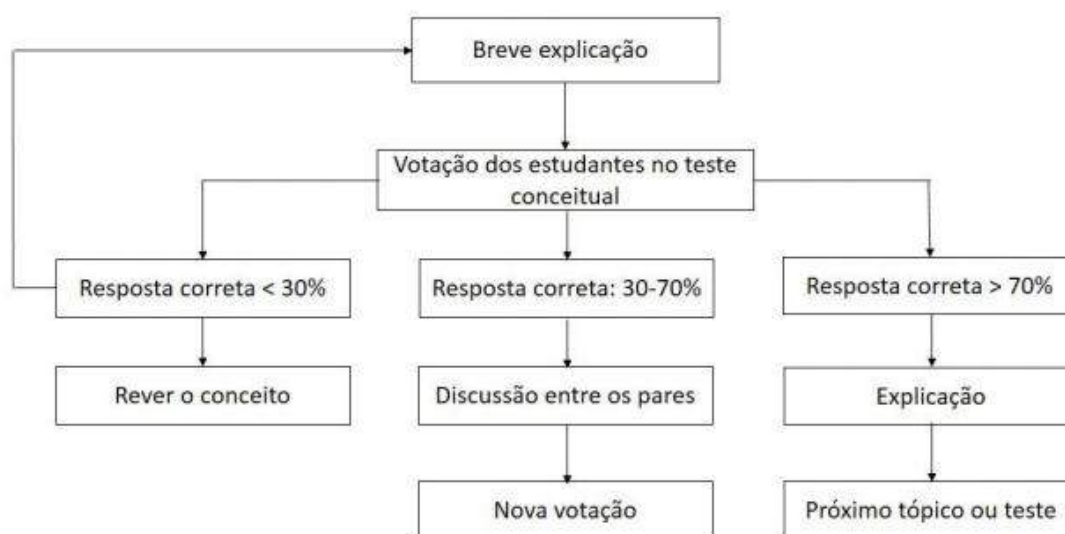 Breve explicação
Votação dos estudantes no teste
conceitual
Resposta correta < 30%
Resposta correta: 30-70%
Resposta correta > 70%
Rever o conceito
Discussão entre os pares
Explicação
Nova votação
Próximo tópico ou teste